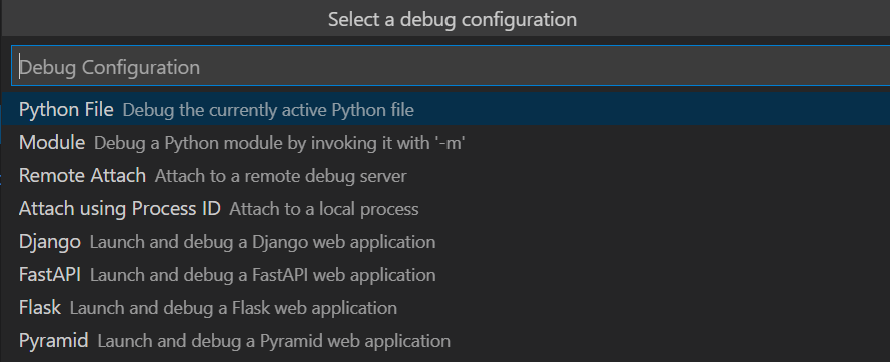 Select a debug configuration
Debug Configuration
Python File Debug the currently active Python file
Module Debug a Python module by invoking it with '-m'
Remote Attach Attach to a remote debug server
Attach using Process ID Attach to a local process
Django Launch and debug a Django web application
FastAPI Launch and debug a FastAPI web application
Flask Launch and debug a Flask web application
Pyramid Launch and debug a Pyramid web application